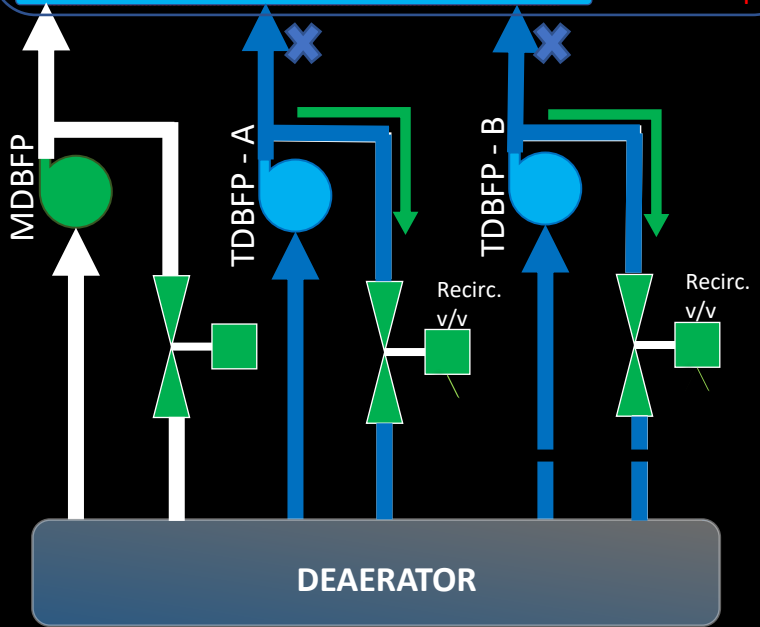 MDBFP
TDBFP - A
TDBFP - B
Recirc.
v/v
Recirc.
v/v
DEAERATOR